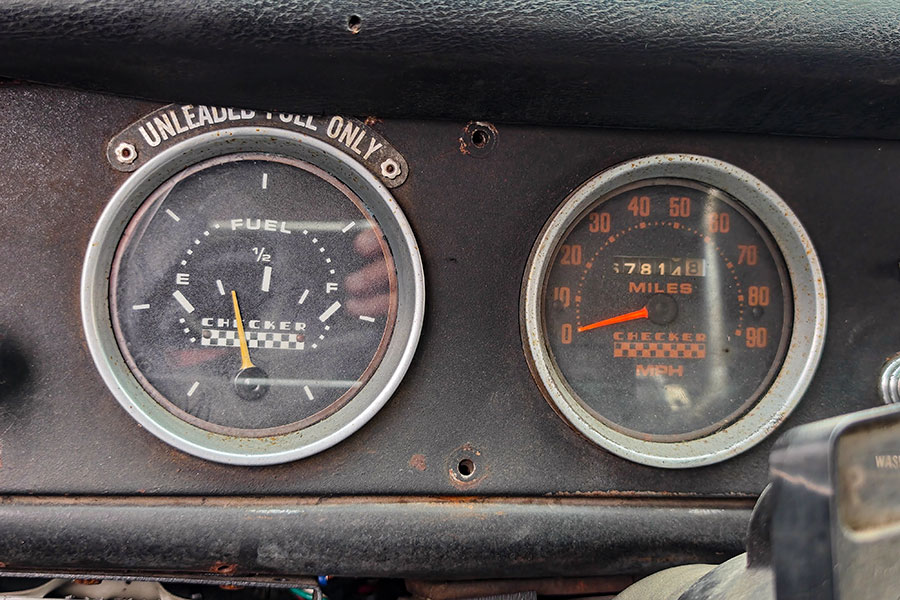 UNLEADED FUEL ONLY
FUEL
1/2
E F
CHECKER
40 50
30 60
20 70
MILES
10 80
0 90
CHECKER
MPH
WAS